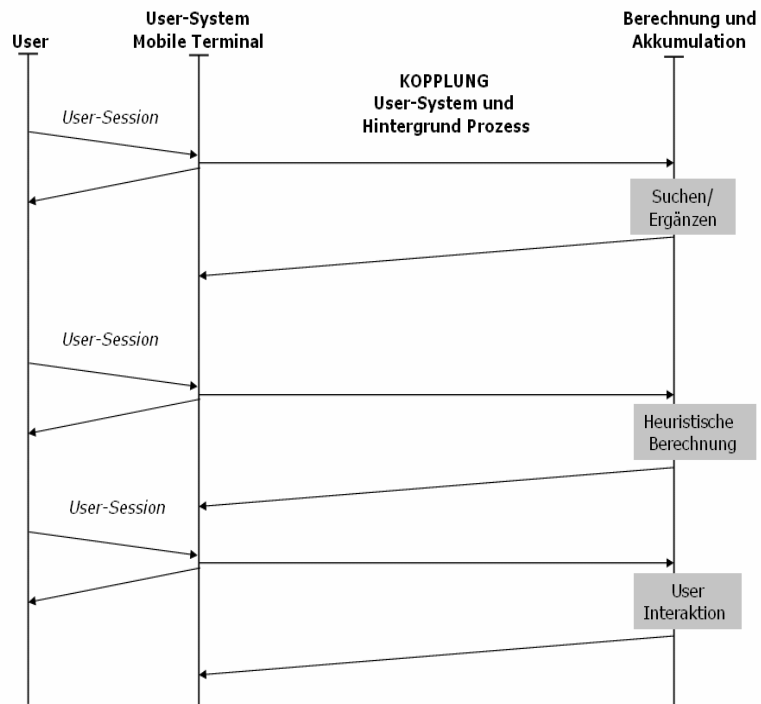 User
User-System
Mobile Terminal
Berechnung und
Akkumulation
KOPPLUNG
User-System und
Hintergrund Prozess
User-Session
Suchen/
Ergänzen
User-Session
Heuristische
Berechnung
User-Session
User
Interaktion